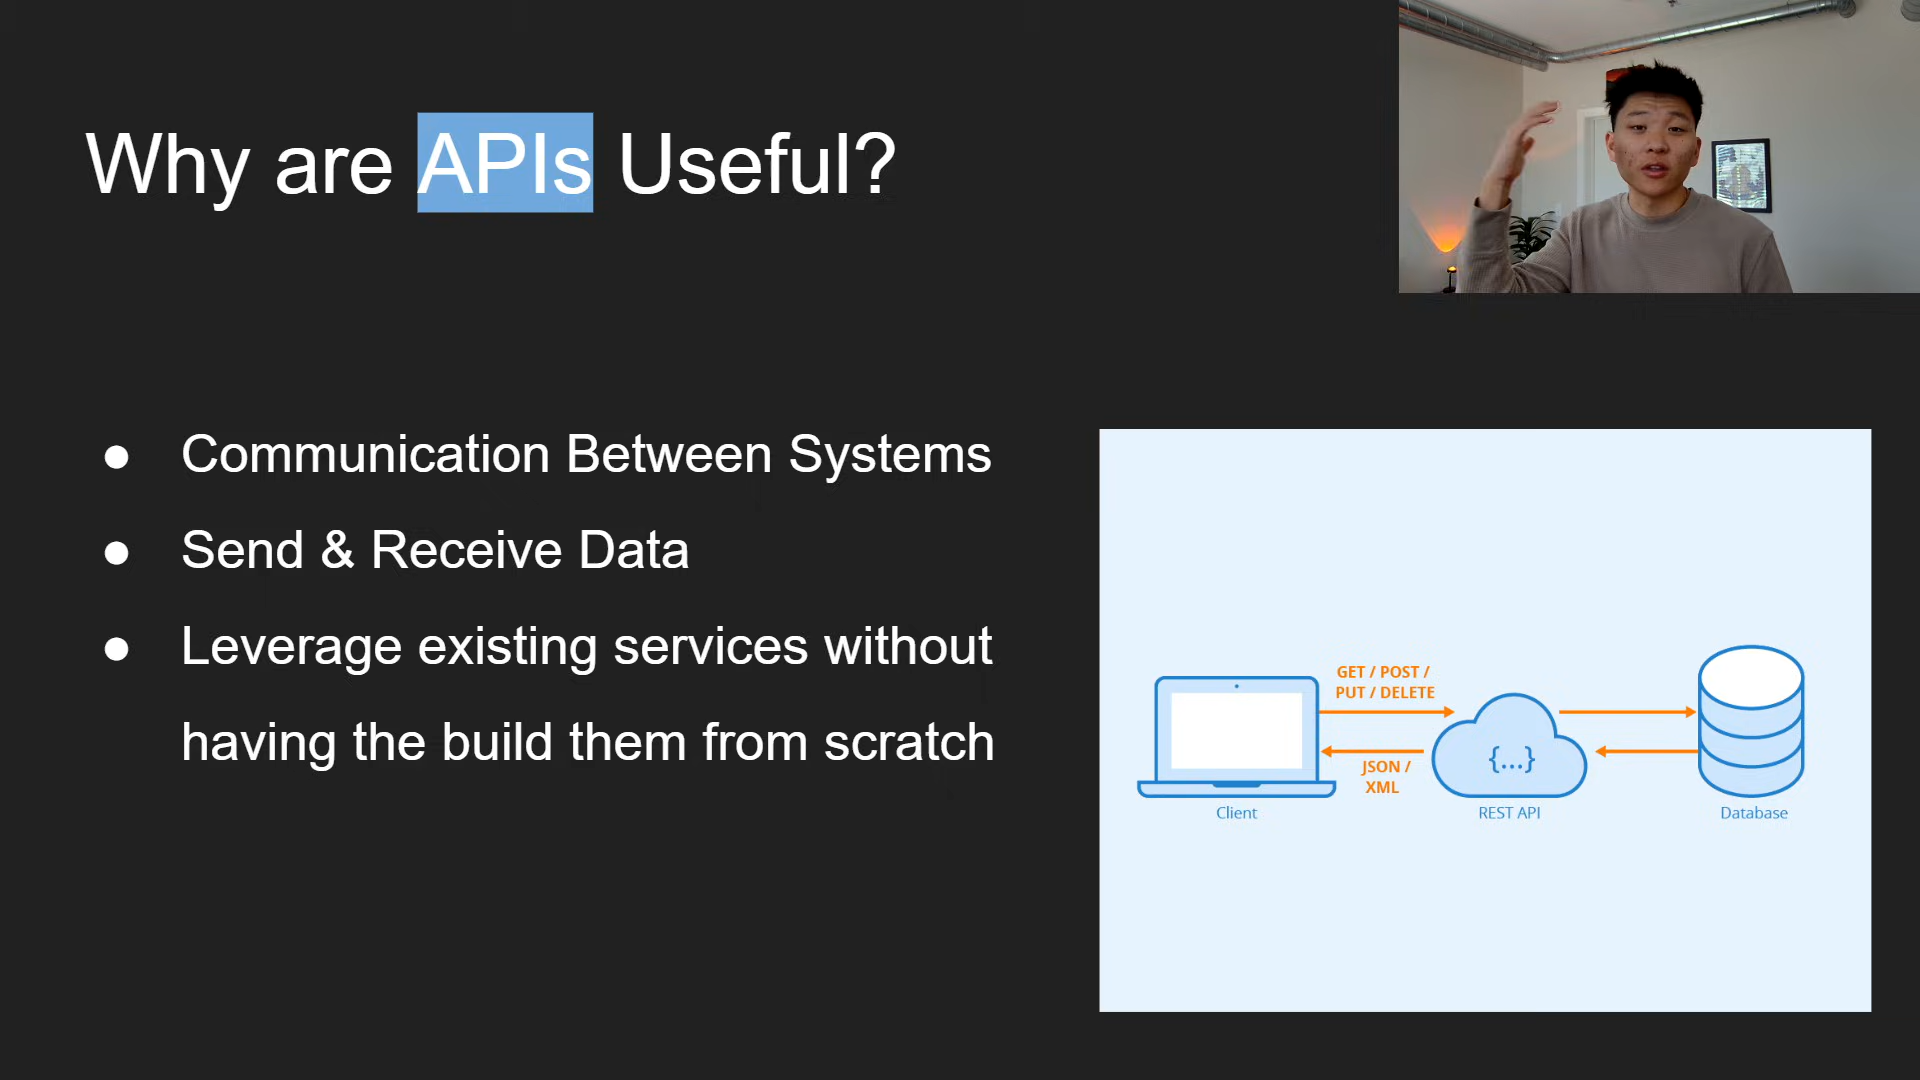 Why are APIs Useful?
● Communication Between Systems
● Send & Receive Data
● Leverage existing services without
having the build them from scratch
GET / POST /
PUT / DELETE
JSON /
XML
{...}
Client
REST API
Database